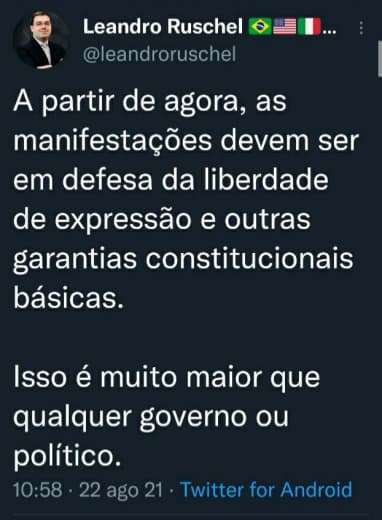 Leandro Ruschel 🇧🇷🇺🇸🇮🇹...
@leandroruschel
A partir de agora, as
manifestações devem ser
em defesa da liberdade
de expressão e outras
garantias constitucionais
básicas.
Isso é muito maior que
qualquer governo ou
político.
10:58 · 22 ago 21 · Twitter for Android